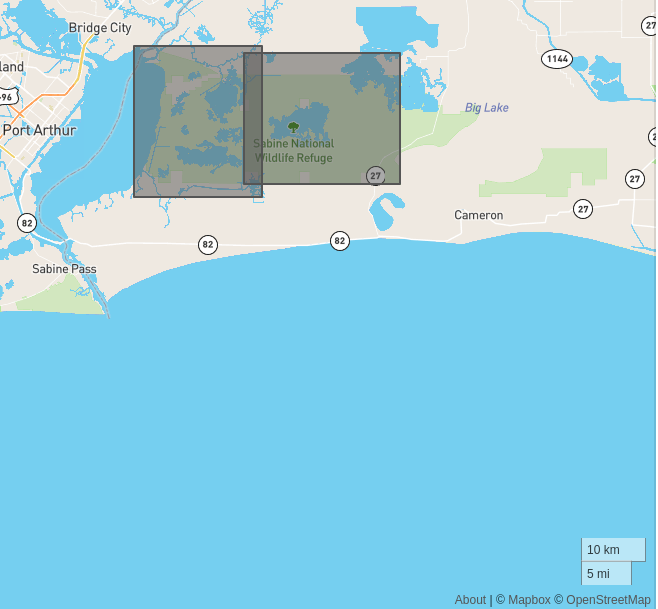 Bridge City
27
land
1144
96
Big Lake
Port Arthur
2
Sabine National
Wildlife Refuge
27
27
82
Cameron
27
82
82
Sabine Pass
10 km
5 mi
About | © Mapbox © OpenStreetMap